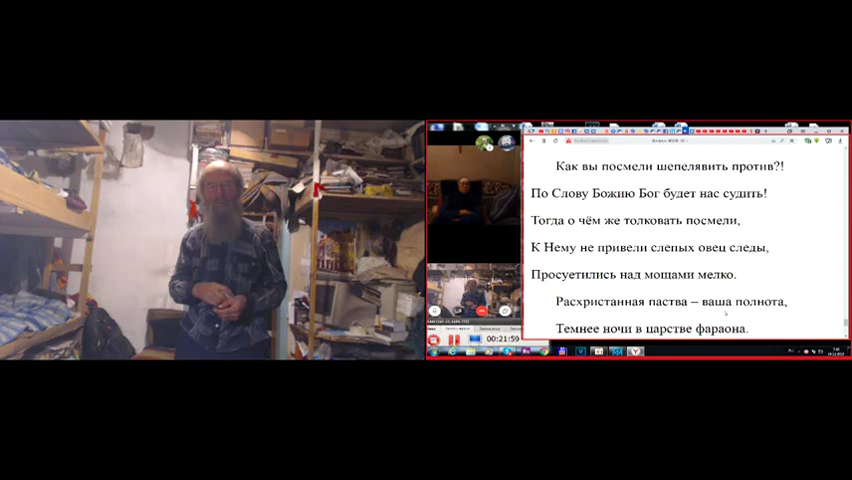 Как вы посмели шепелявить против?!
По Слову Божию Бог будет нас судить!
Тогда о чём же толковать посмели,
К Нему не привели слепых овец следы,
Просуетились над мощами мелко.
Расхристанная паства – ваша полнота,
Темнее ночи в царстве фараона.
00:21:59